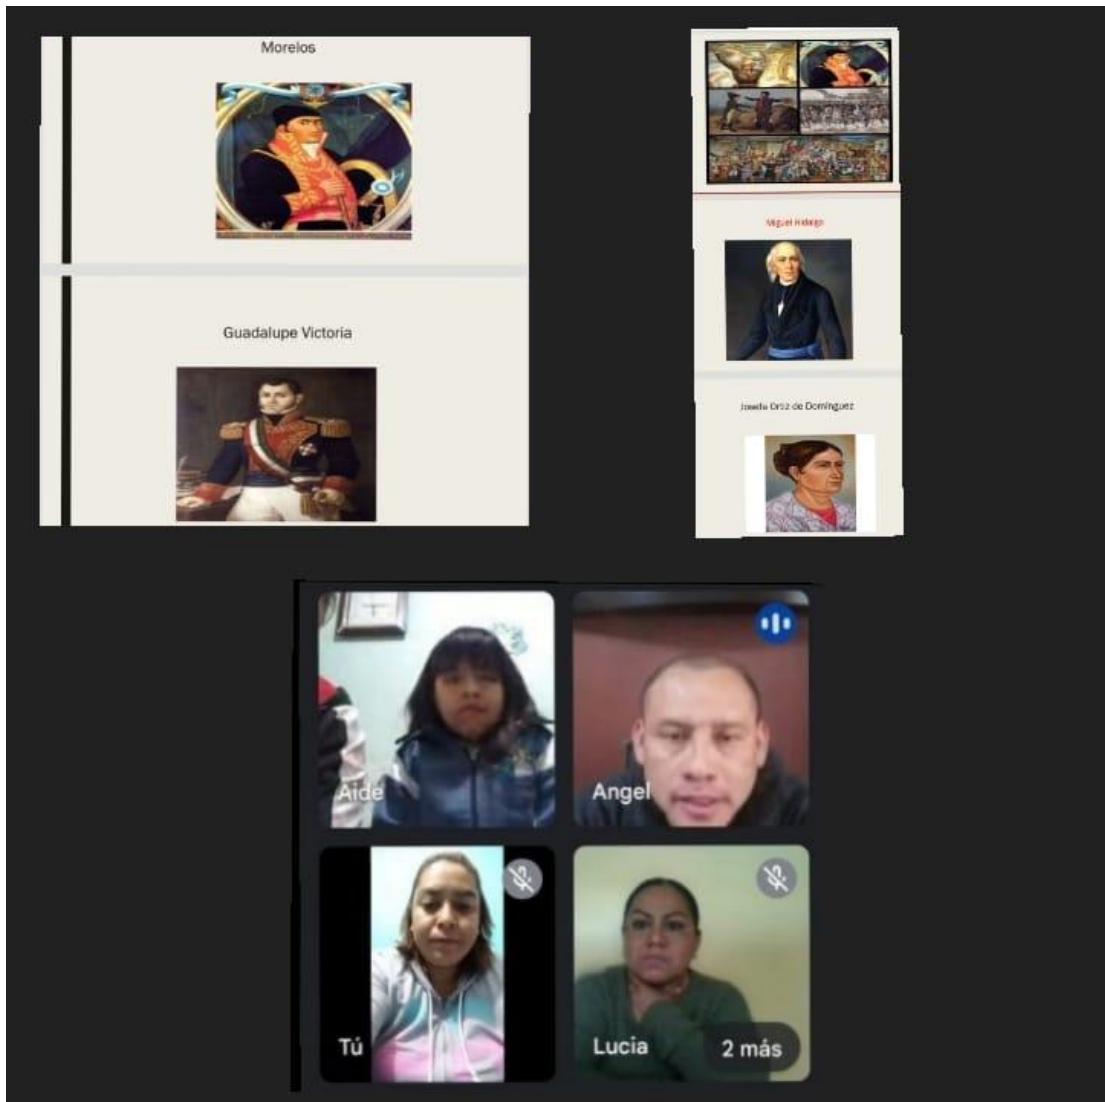 Morelos
Guadalupe Victoria
Miguel Hidalgo
Josefa Ortiz de Domínguez
Aide
Angel
Tú
Lucia
2 más